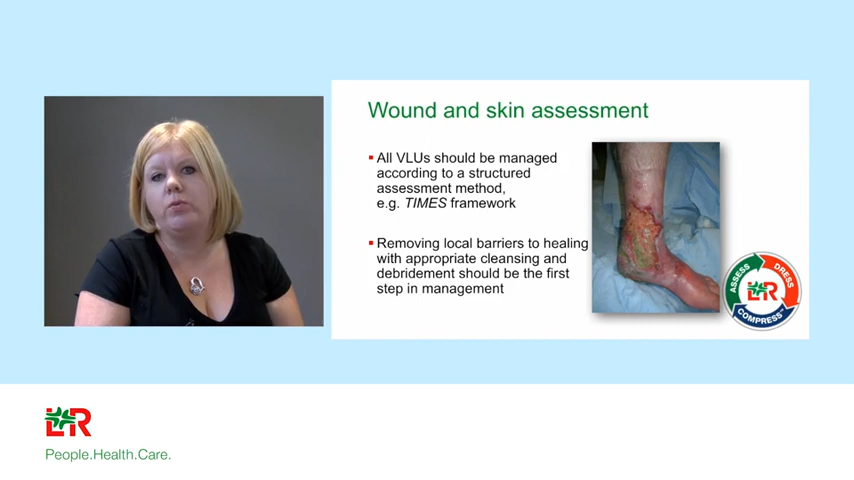 Wound and skin assessment
All VLUs should be managed
according to a structured
assessment method,
e.g. TIMES framework
Removing local barriers to healing
with appropriate cleansing and
debridement should be the first
step in management
ASSESS
DRESS
COMPRESS
L&R
L&R
People.Health.Care.